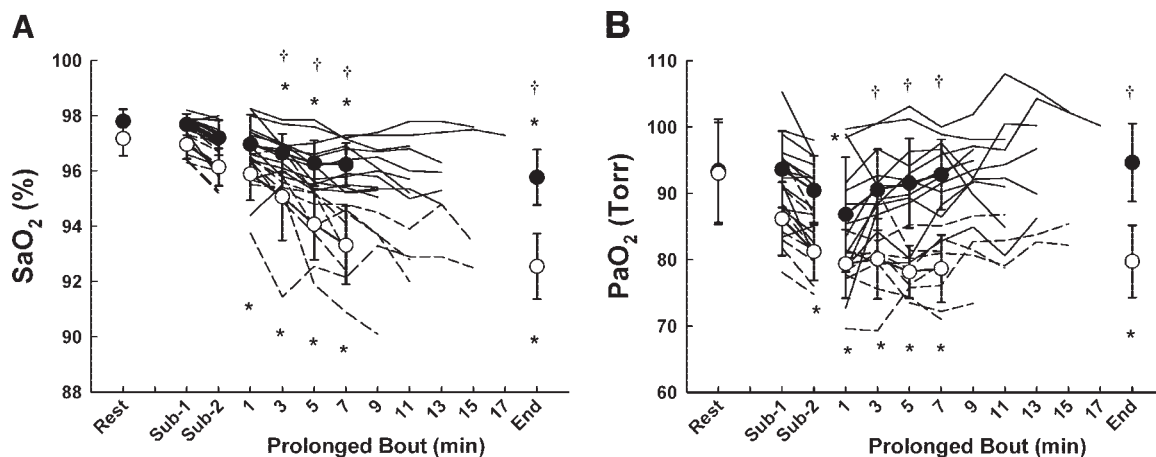 A
SaO2 (%)
100
98
96
94
92
90
88
† † † †
* * * *
* * * * *
Rest Sub-1 Sub-2 1 3 5 7 9 11 13 15 17 End
Prolonged Bout (min)
B
PaO2 (Torr)
110
100
90
80
70
60
† † † †
*
* * * * * *
Rest Sub-1 Sub-2 1 3 5 7 9 11 13 15 17 End
Prolonged Bout (min)